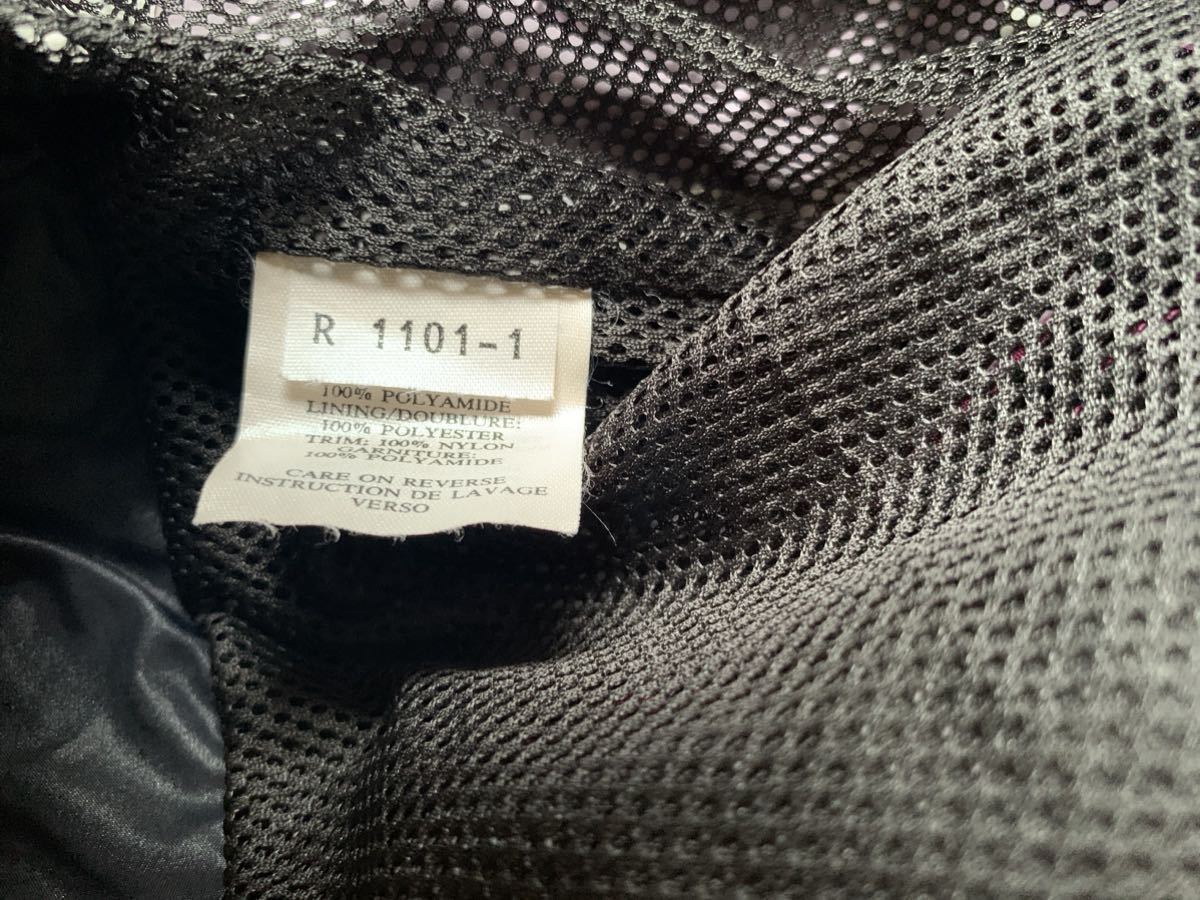 R 1101-1
100% POLYAMIDE
LINING/DOUBLURE:
100% POLYESTER
TRIM: 100% NYLON
GARNITURE:
100% POLYAMIDE
CARE ON REVERSE
INSTRUCTION DE LAVAGE
VERSO